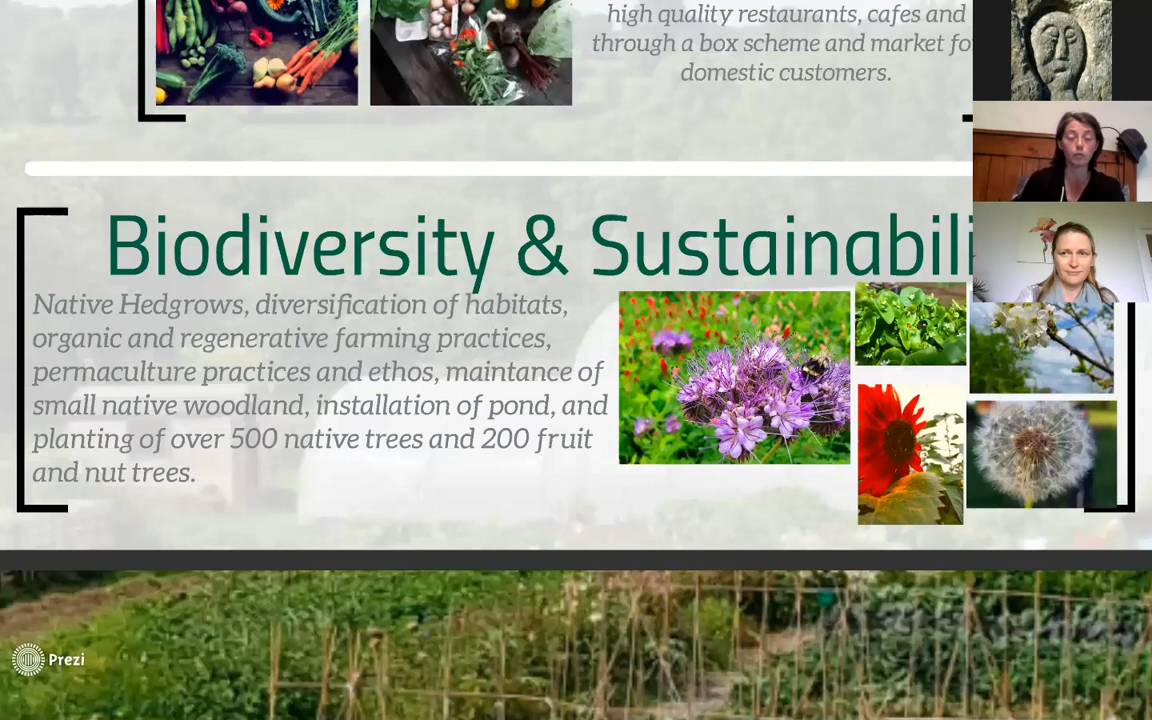 high quality restaurants, cafes and
through a box scheme and market fo
domestic customers.
Biodiversity & Sustainabili
Native Hedgrows, diversification of habitats,
organic and regenerative farming practices,
permaculture practices and ethos, maintance of
small native woodland, installation of pond, and
planting of over 500 native trees and 200 fruit
and nut trees.
Prezi